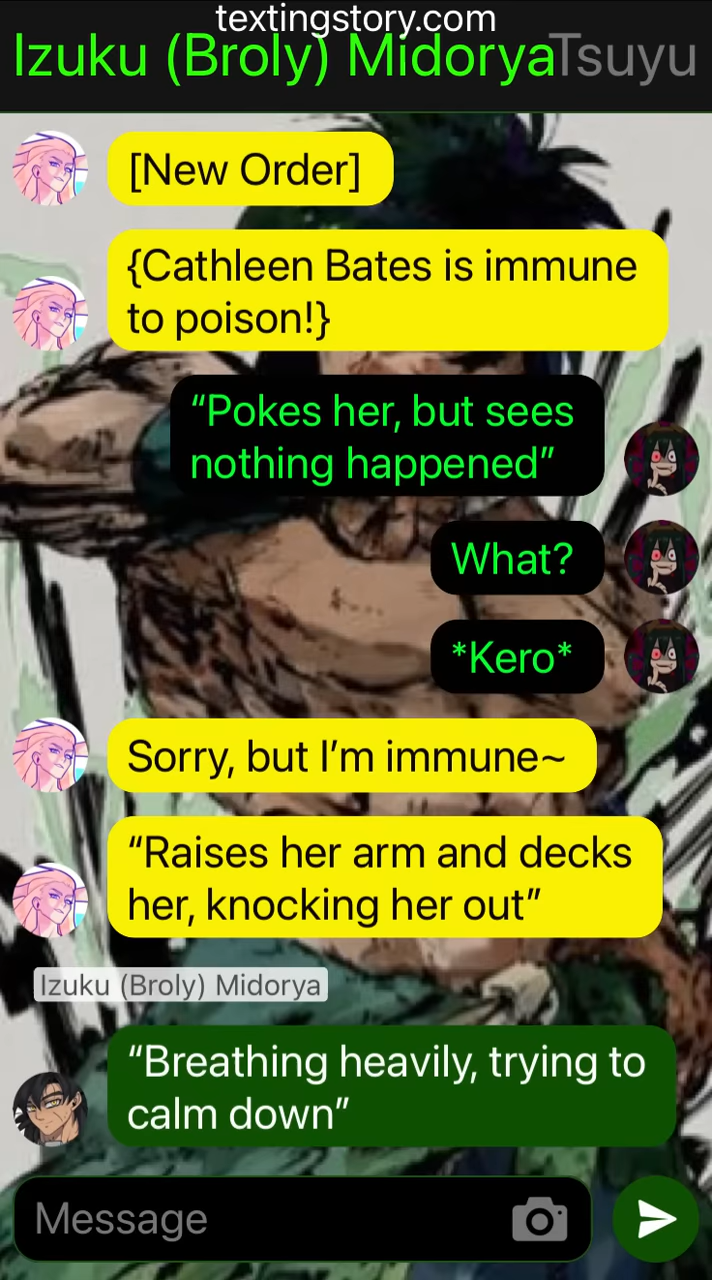 textingstory.com
Izuku (Broly) Midorya Tsuyu
[New Order]
{Cathleen Bates is immune
to poison!}
“Pokes her, but sees
nothing happened”
What?
*Kero*
Sorry, but I’m immune~
“Raises her arm and decks
her, knocking her out”
Izuku (Broly) Midorya
“Breathing heavily, trying to
calm down”
Message